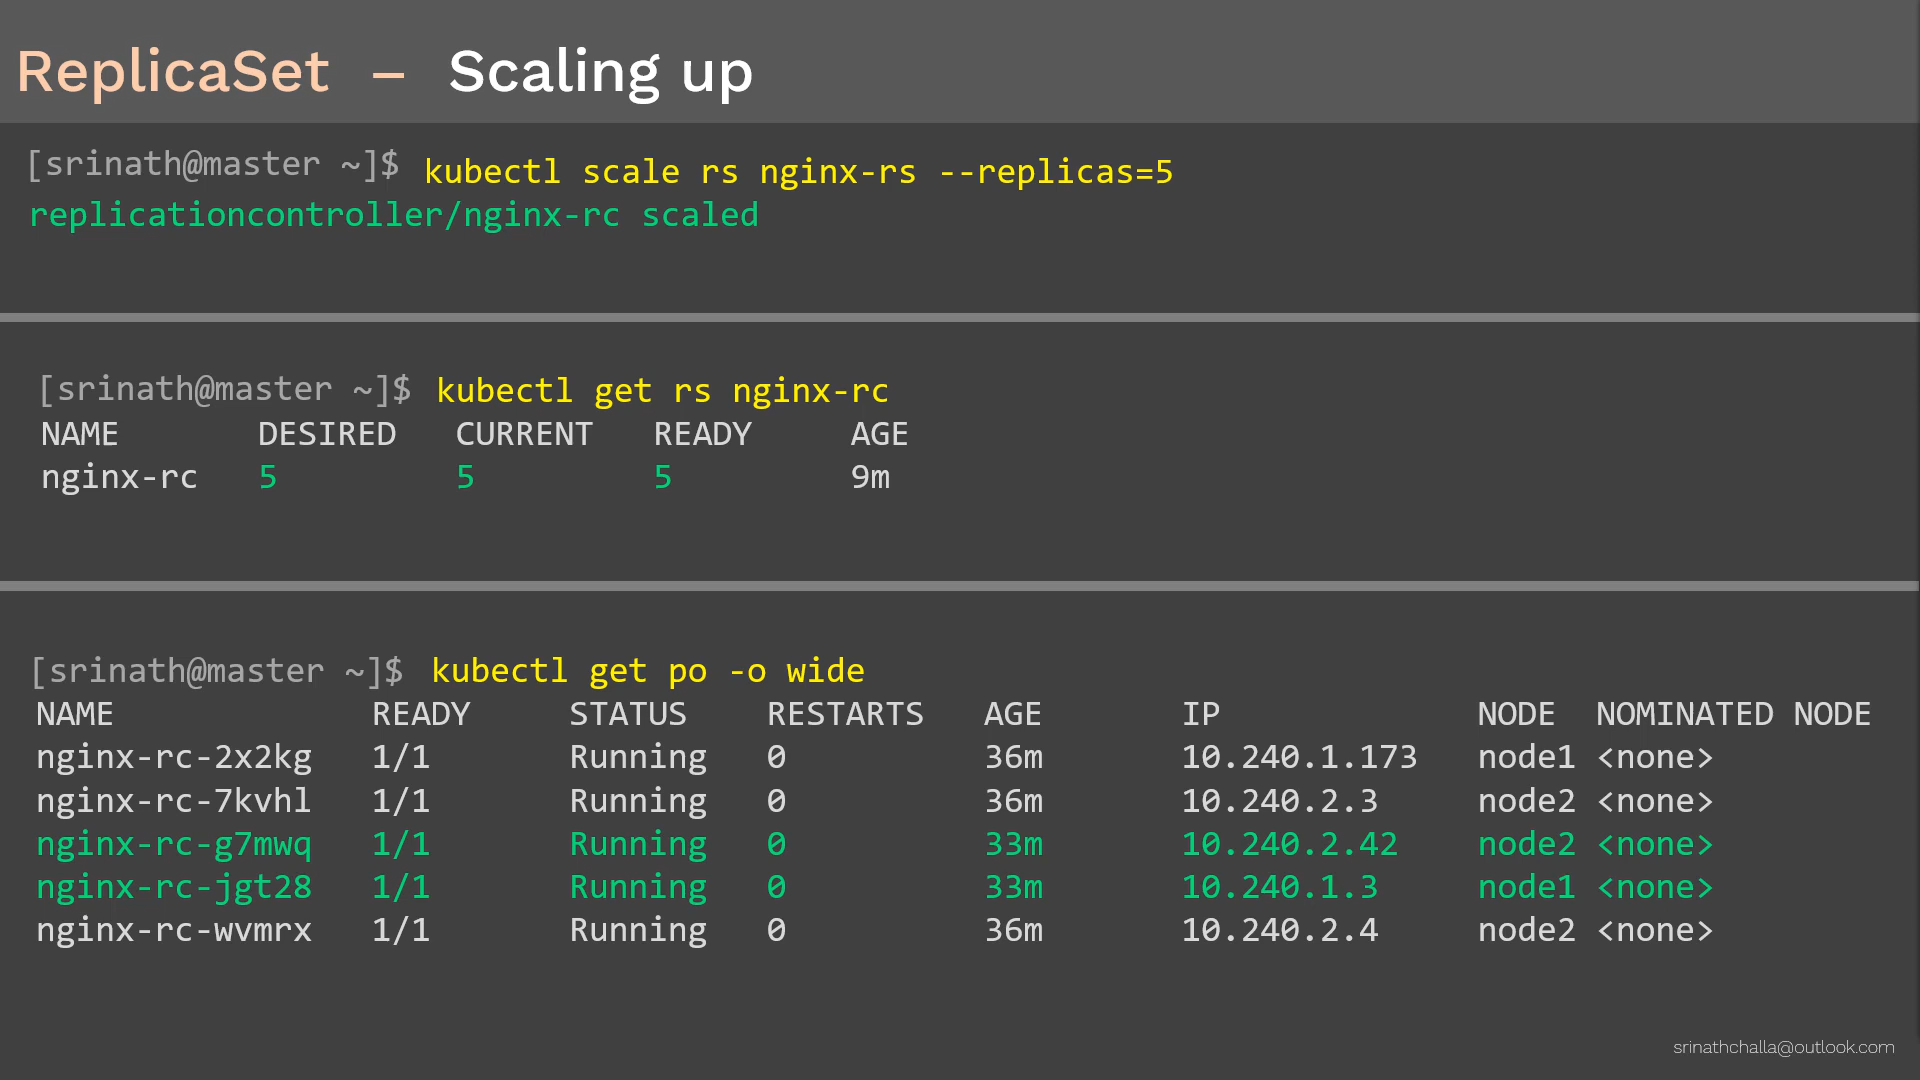 ReplicaSet – Scaling up
[srinath@master ~]$ kubectl scale rs nginx-rs --replicas=5
replicationcontroller/nginx-rc scaled
[srinath@master ~]$ kubectl get rs nginx-rc
NAME DESIRED CURRENT READY AGE
nginx-rc 5 5 5 9m
[srinath@master ~]$ kubectl get po -o wide
NAME READY STATUS RESTARTS AGE IP NODE NOMINATED NODE
nginx-rc-2x2kg 1/1 Running 0 36m 10.240.1.173 node1 <none>
nginx-rc-7kvhl 1/1 Running 0 36m 10.240.2.3 node2 <none>
nginx-rc-g7mwq 1/1 Running 0 33m 10.240.2.42 node2 <none>
nginx-rc-jgt28 1/1 Running 0 33m 10.240.1.3 node1 <none>
nginx-rc-wvmrx 1/1 Running 0 36m 10.240.2.4 node2 <none>
srinathchalla@outlook.com